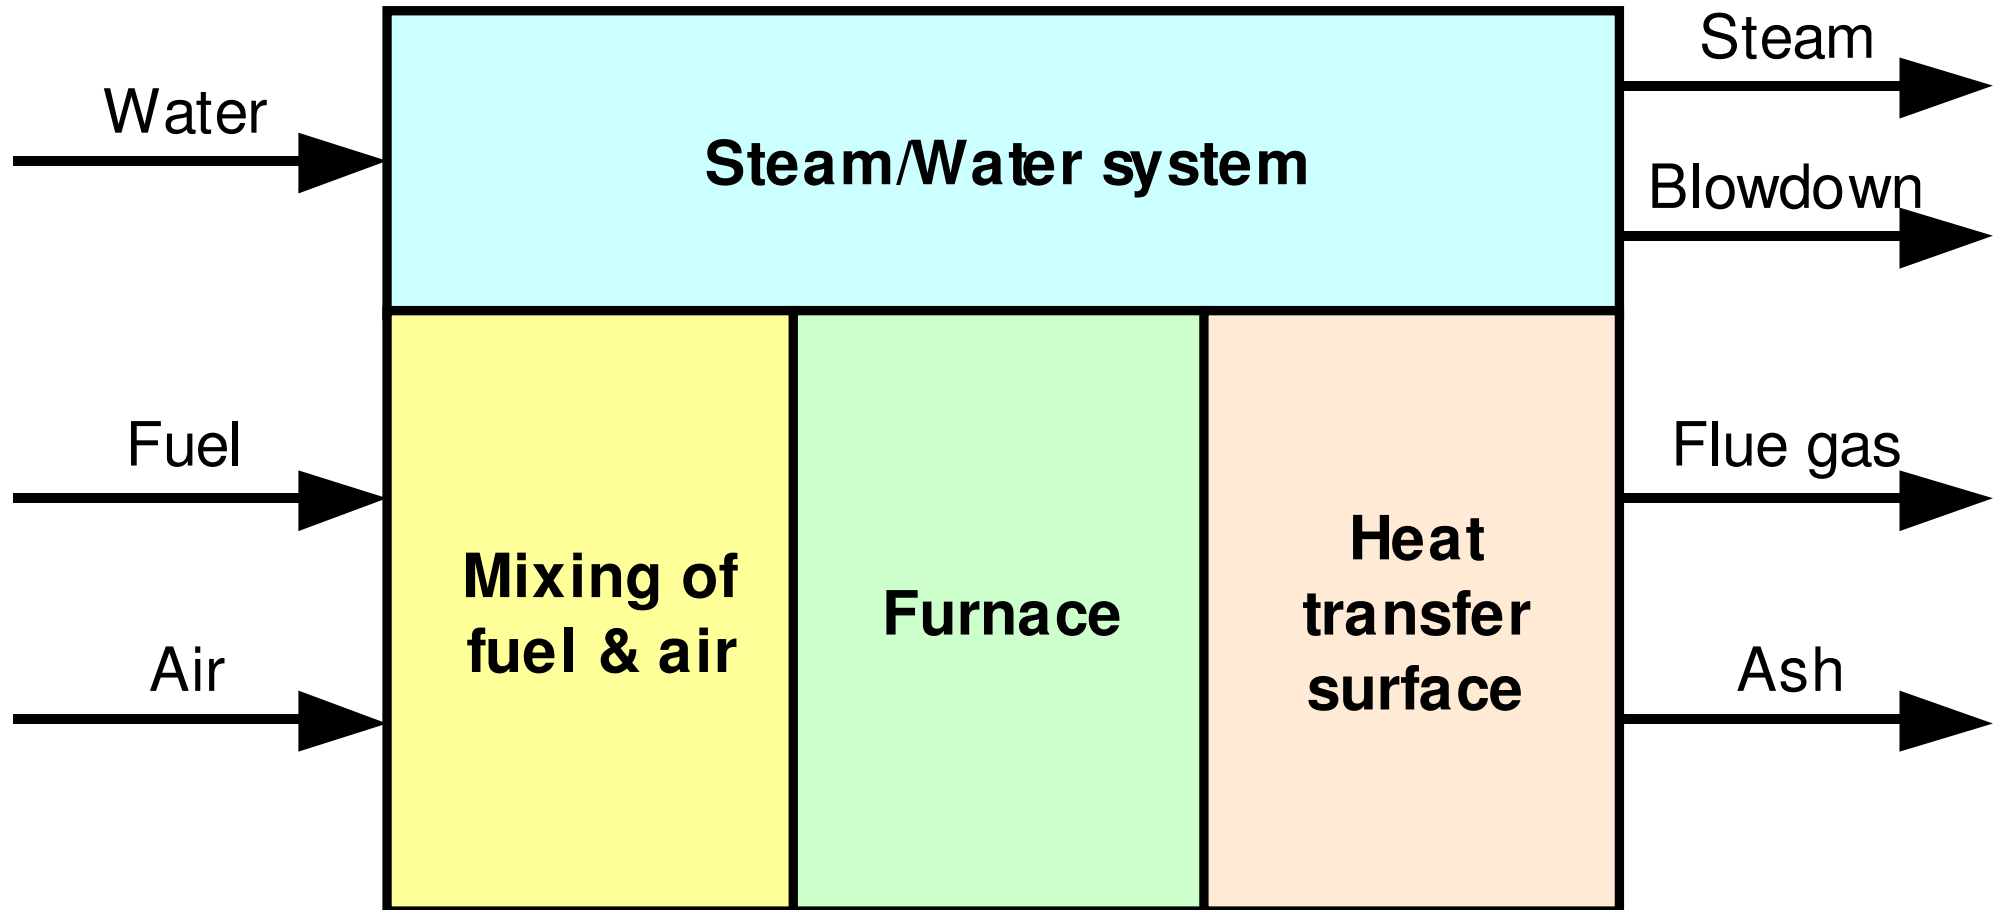 Steam
Water
Steam/Water system
Blowdown
Fuel
Flue gas
Mixing of
fuel & air
Furnace
Heat
transfer
surface
Air
Ash